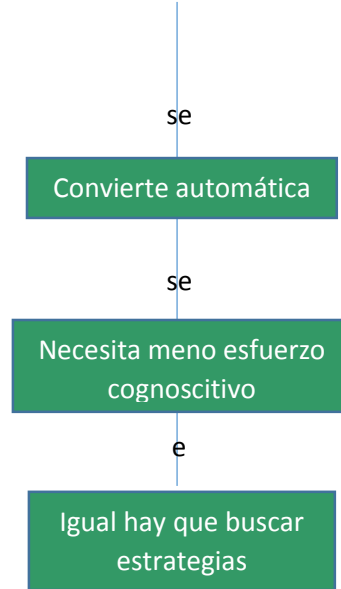 se
Convierte automática
se
Necesita meno esfuerzo
cognoscitivo
e
Igual hay que buscar
estrategias